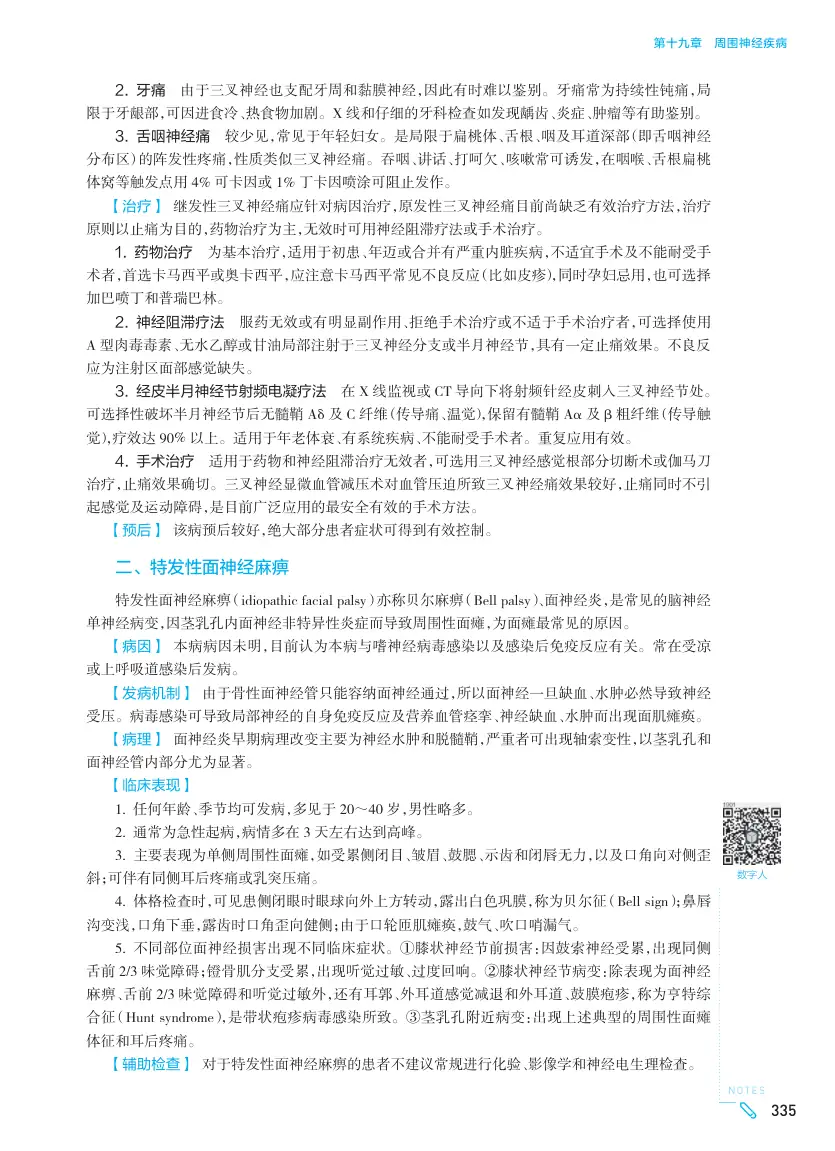 第十九章 周围神经疾病
2. 牙痛 由于三叉神经也支配牙周和黏膜神经,因此有时难以鉴别。牙痛常为持续性钝痛,局
限于牙龈部,可因进食冷、热食物加剧。X 线和仔细的牙科检查如发现龋齿、炎症、肿瘤等有助鉴别。
3. 舌咽神经痛 较少见,常见于年轻妇女。是局限于扁桃体、舌根、咽及耳道深部(即舌咽神经
分布区)的阵发性疼痛,性质类似三叉神经痛。吞咽、讲话、打呵欠、咳嗽常可诱发,在咽喉、舌根扁桃
体窝等触发点用 4% 可卡因或 1% 丁卡因喷涂可阻止发作。
【治疗】 继发性三叉神经痛应针对病因治疗,原发性三叉神经痛目前尚缺乏有效治疗方法,治疗
原则以止痛为目的,药物治疗为主,无效时可用神经阻滞疗法或手术治疗。
1. 药物治疗 为基本治疗,适用于初患、年迈或合并有严重内脏疾病,不适宜手术及不能耐受手
术者,首选卡马西平或奥卡西平,应注意卡马西平常见不良反应(比如皮疹),同时孕妇忌用,也可选择
加巴喷丁和普瑞巴林。
2. 神经阻滞疗法 服药无效或有明显副作用、拒绝手术治疗或不适于手术治疗者,可选择使用
A 型肉毒毒素、无水乙醇或甘油局部注射于三叉神经分支或半月神经节,具有一定止痛效果。不良反
应为注射区面部感觉缺失。
3. 经皮半月神经节射频电凝疗法 在 X 线监视或 CT 导向下将射频针经皮刺入三叉神经节处。
可选择性破坏半月神经节后无髓鞘 Aδ 及 C 纤维(传导痛、温觉),保留有髓鞘 Aα 及 β 粗纤维(传导触
觉),疗效达 90% 以上。适用于年老体衰、有系统疾病、不能耐受手术者。重复应用有效。
4. 手术治疗 适用于药物和神经阻滞治疗无效者,可选用三叉神经感觉根部分切断术或伽马刀
治疗,止痛效果确切。三叉神经显微血管减压术对血管压迫所致三叉神经痛效果较好,止痛同时不引
起感觉及运动障碍,是目前广泛应用的最安全有效的手术方法。
【预后】 该病预后较好,绝大部分患者症状可得到有效控制。
二、特发性面神经麻痹
特发性面神经麻痹(idiopathic facial palsy)亦称贝尔麻痹(Bell palsy)、面神经炎,是常见的脑神经
单神经病变,因茎乳孔内面神经非特异性炎症而导致周围性面瘫,为面瘫最常见的原因。
【病因】 本病病因未明,目前认为本病与嗜神经病毒感染以及感染后免疫反应有关。常在受凉
或上呼吸道感染后发病。
【发病机制】 由于骨性面神经管只能容纳面神经通过,所以面神经一旦缺血、水肿必然导致神经
受压。病毒感染可导致局部神经的自身免疫反应及营养血管痉挛、神经缺血、水肿而出现面肌瘫痪。
【病理】 面神经炎早期病理改变主要为神经水肿和脱髓鞘,严重者可出现轴索变性,以茎乳孔和
面神经管内部分尤为显著。
【临床表现】
1. 任何年龄、季节均可发病,多见于 20～40 岁,男性略多。
2. 通常为急性起病,病情多在 3 天左右达到高峰。
3. 主要表现为单侧周围性面瘫,如受累侧闭目、皱眉、鼓腮、示齿和闭唇无力,以及口角向对侧歪
斜;可伴有同侧耳后疼痛或乳突压痛。
数字人
4. 体格检查时,可见患侧闭眼时眼球向外上方转动,露出白色巩膜,称为贝尔征(Bell sign);鼻唇
沟变浅,口角下垂,露齿时口角歪向健侧;由于口轮匝肌瘫痪,鼓气、吹口哨漏气。
5. 不同部位面神经损害出现不同临床症状。①膝状神经节前损害:因鼓索神经受累,出现同侧
舌前 2/3 味觉障碍;镫骨肌分支受累,出现听觉过敏、过度回响。②膝状神经节病变:除表现为面神经
麻痹、舌前 2/3 味觉障碍和听觉过敏外,还有耳郭、外耳道感觉减退和外耳道、鼓膜疱疹,称为亨特综
合征(Hunt syndrome),是带状疱疹病毒感染所致。③茎乳孔附近病变:出现上述典型的周围性面瘫
体征和耳后疼痛。
【辅助检查】 对于特发性面神经麻痹的患者不建议常规进行化验、影像学和神经电生理检查。
NOTES
335